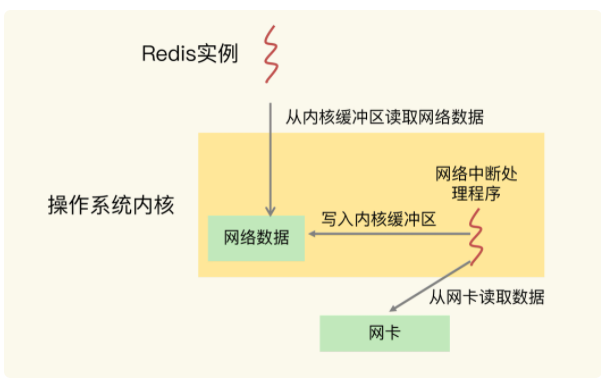 Redis实例
从内核缓冲区读取网络数据
网络中断处
理程序
操作系统内核
写入内核缓冲区
网络数据
从网卡读取数据
网卡